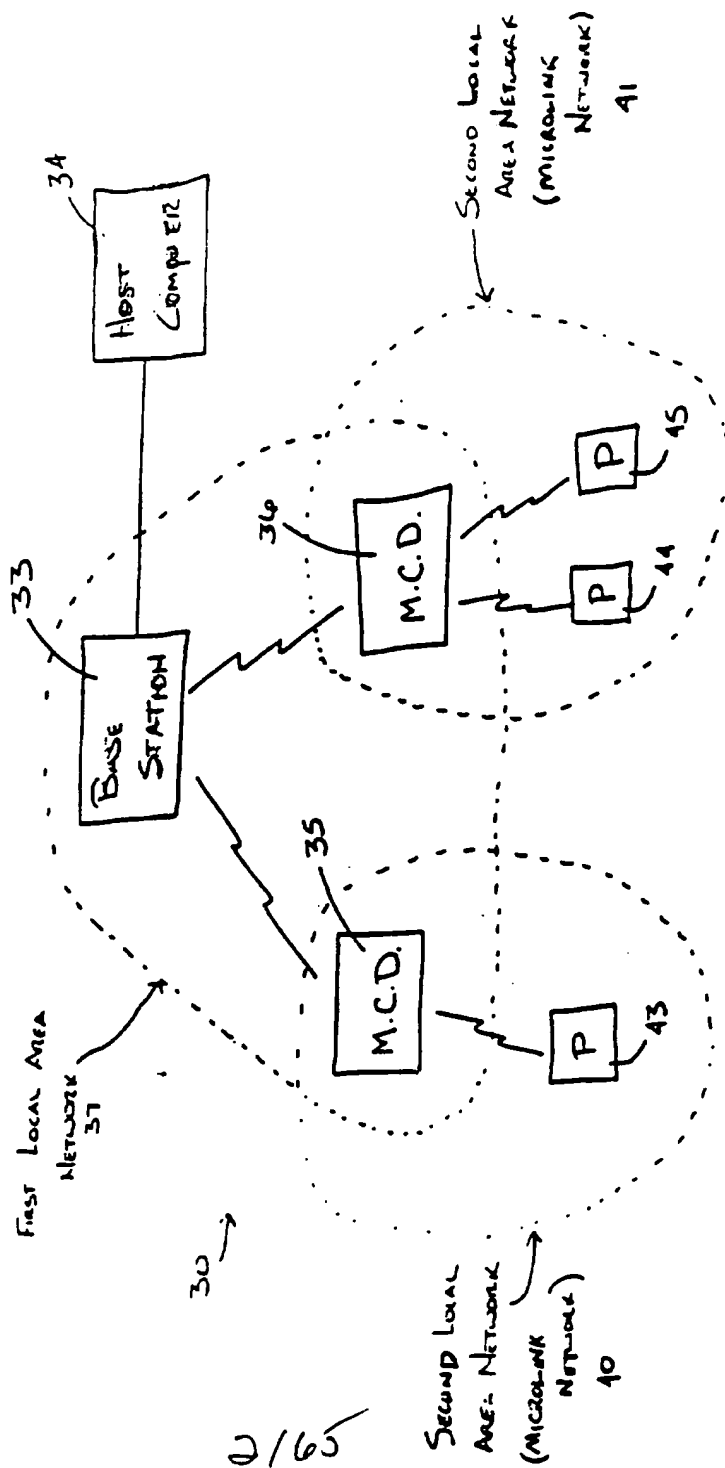 34
HOST
COMPUTER
33
BASE
STATION
FIRST LOCAL AREA
NETWORK
37
30
35
M.C.D.
36
M.C.D.
SECOND LOCAL
AREA NETWORK
(MICROLINK
NETWORK)
41
P
43
P
44
P
45
SECOND LOCAL
AREA NETWORK
(MICROLINK
NETWORK)
40
2/65